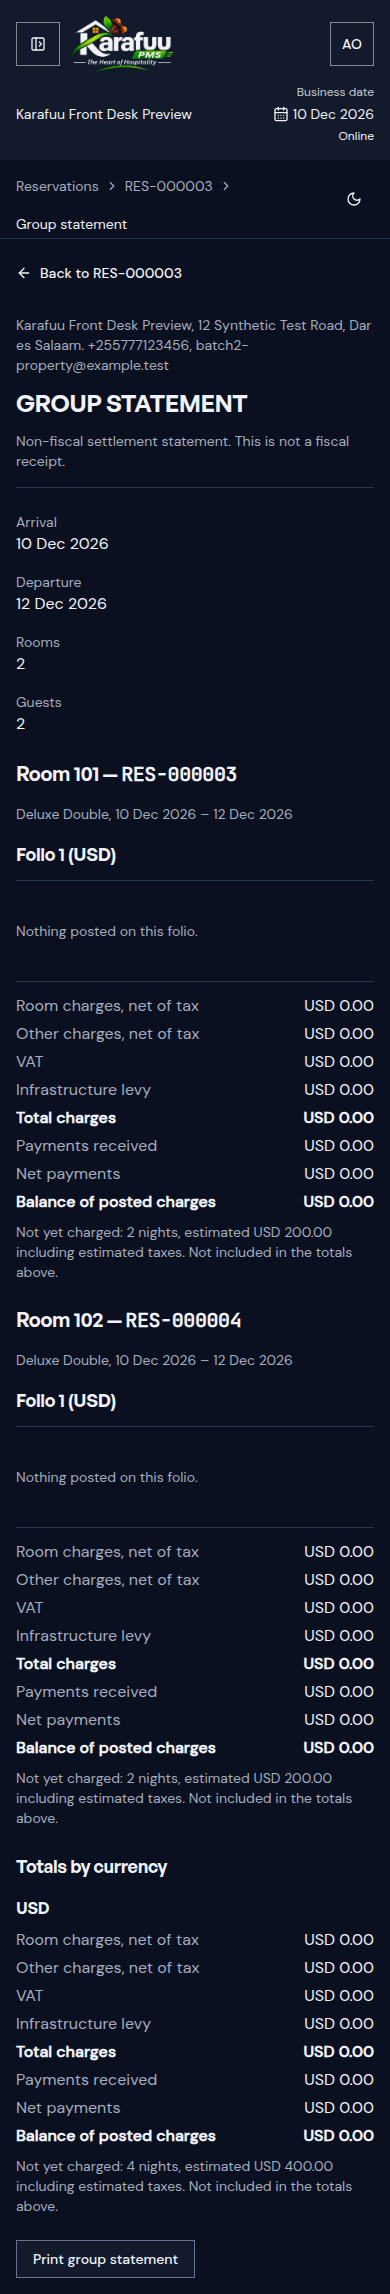 Karafuu
PMS
The Heart of Hospitality
AO
Business date
Karafuu Front Desk Preview
10 Dec 2026
Online
Reservations > RES-000003 >
Group statement
Back to RES-000003
Karafuu Front Desk Preview, 12 Synthetic Test Road, Dar
es Salaam. +255777123456, batch2-
property@example.test
GROUP STATEMENT
Non-fiscal settlement statement. This is not a fiscal
receipt.
Arrival
10 Dec 2026
Departure
12 Dec 2026
Rooms
2
Guests
2
Room 101 — RES-000003
Deluxe Double, 10 Dec 2026 – 12 Dec 2026
Folio 1 (USD)
Nothing posted on this folio.
Room charges, net of tax USD 0.00
Other charges, net of tax USD 0.00
VAT USD 0.00
Infrastructure levy USD 0.00
Total charges USD 0.00
Payments received USD 0.00
Net payments USD 0.00
Balance of posted charges USD 0.00
Not yet charged: 2 nights, estimated USD 200.00
including estimated taxes. Not included in the totals
above.
Room 102 — RES-000004
Deluxe Double, 10 Dec 2026 – 12 Dec 2026
Folio 1 (USD)
Nothing posted on this folio.
Room charges, net of tax USD 0.00
Other charges, net of tax USD 0.00
VAT USD 0.00
Infrastructure levy USD 0.00
Total charges USD 0.00
Payments received USD 0.00
Net payments USD 0.00
Balance of posted charges USD 0.00
Not yet charged: 2 nights, estimated USD 200.00
including estimated taxes. Not included in the totals
above.
Totals by currency
USD
Room charges, net of tax USD 0.00
Other charges, net of tax USD 0.00
VAT USD 0.00
Infrastructure levy USD 0.00
Total charges USD 0.00
Payments received USD 0.00
Net payments USD 0.00
Balance of posted charges USD 0.00
Not yet charged: 4 nights, estimated USD 400.00
including estimated taxes. Not included in the totals
above.
Print group statement